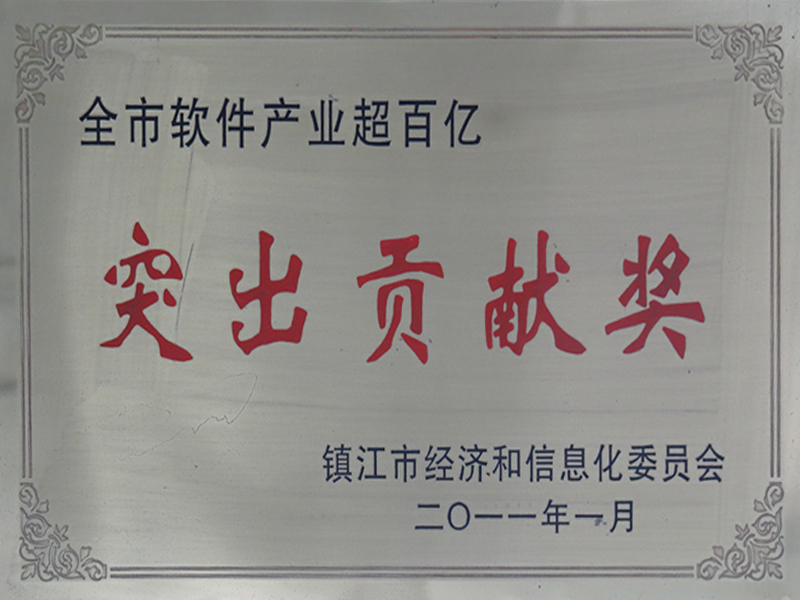 全市软件产业超百亿
突出贡献奖
镇江市经济和信息化委员会
二〇一一年一月